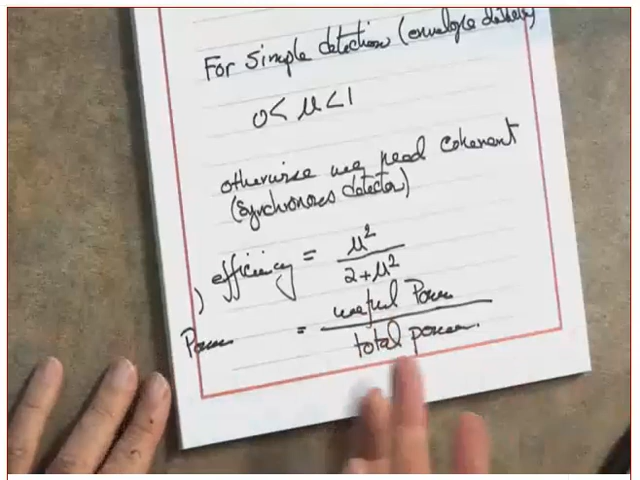 For simple detection (envelope detector)
0 < μ < 1
otherwise we need coherent
(synchronous detector)
) efficiency = μ² / 2+μ²
Power = useful Power / total power.